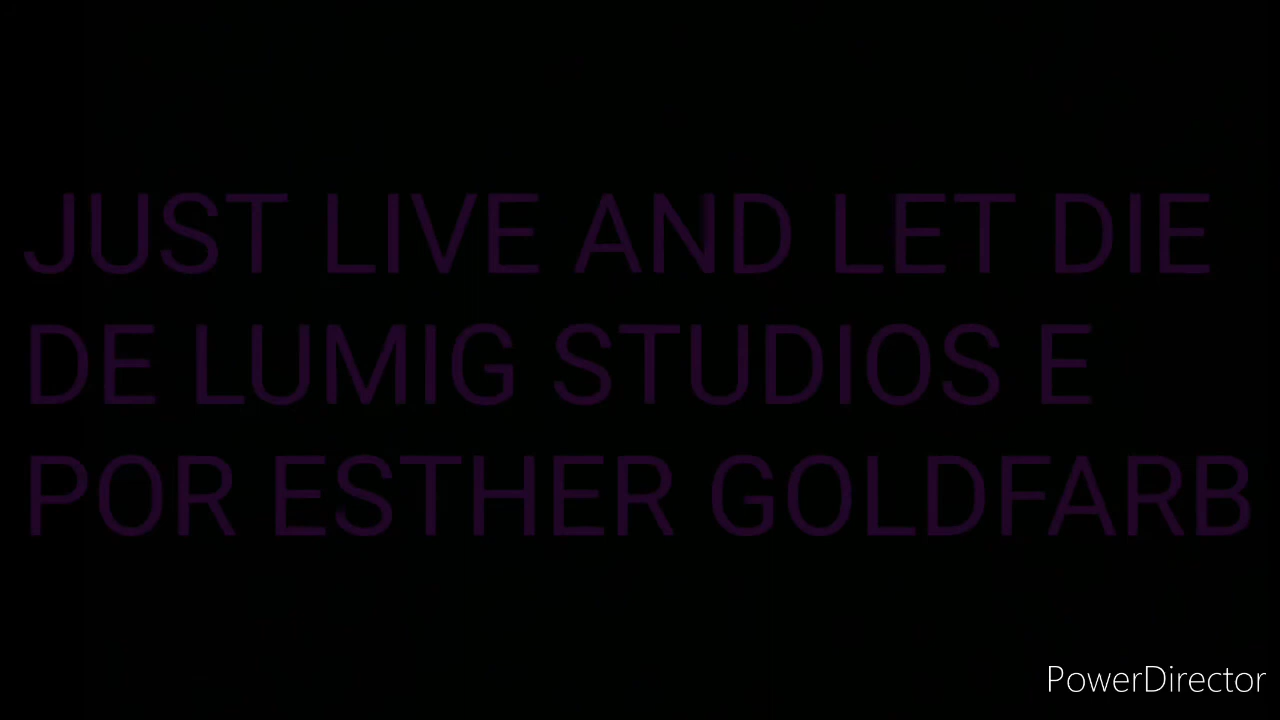 JUST LIVE AND LET DIE
DE LUMIG STUDIOS E
POR ESTHER GOLDFARB
PowerDirector